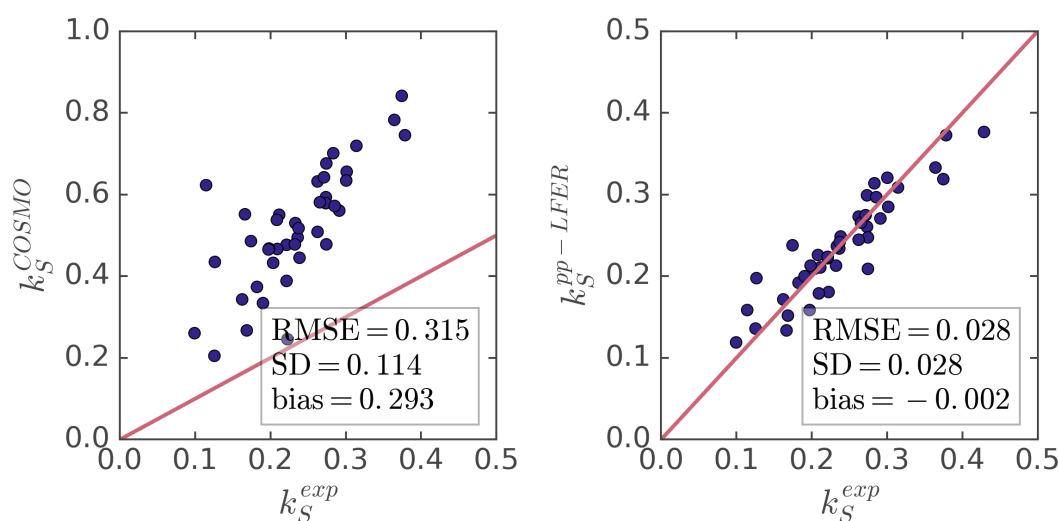 1.0
0.8
0.6
0.4
0.2
0.0
k_S^{COSMO}
RMSE = 0.315
SD = 0.114
bias = 0.293
0.0 0.1 0.2 0.3 0.4 0.5
k_S^{exp}
0.5
0.4
0.3
0.2
0.1
0.0
k_S^{pp-LFER}
RMSE = 0.028
SD = 0.028
bias = -0.002
0.0 0.1 0.2 0.3 0.4 0.5
k_S^{exp}